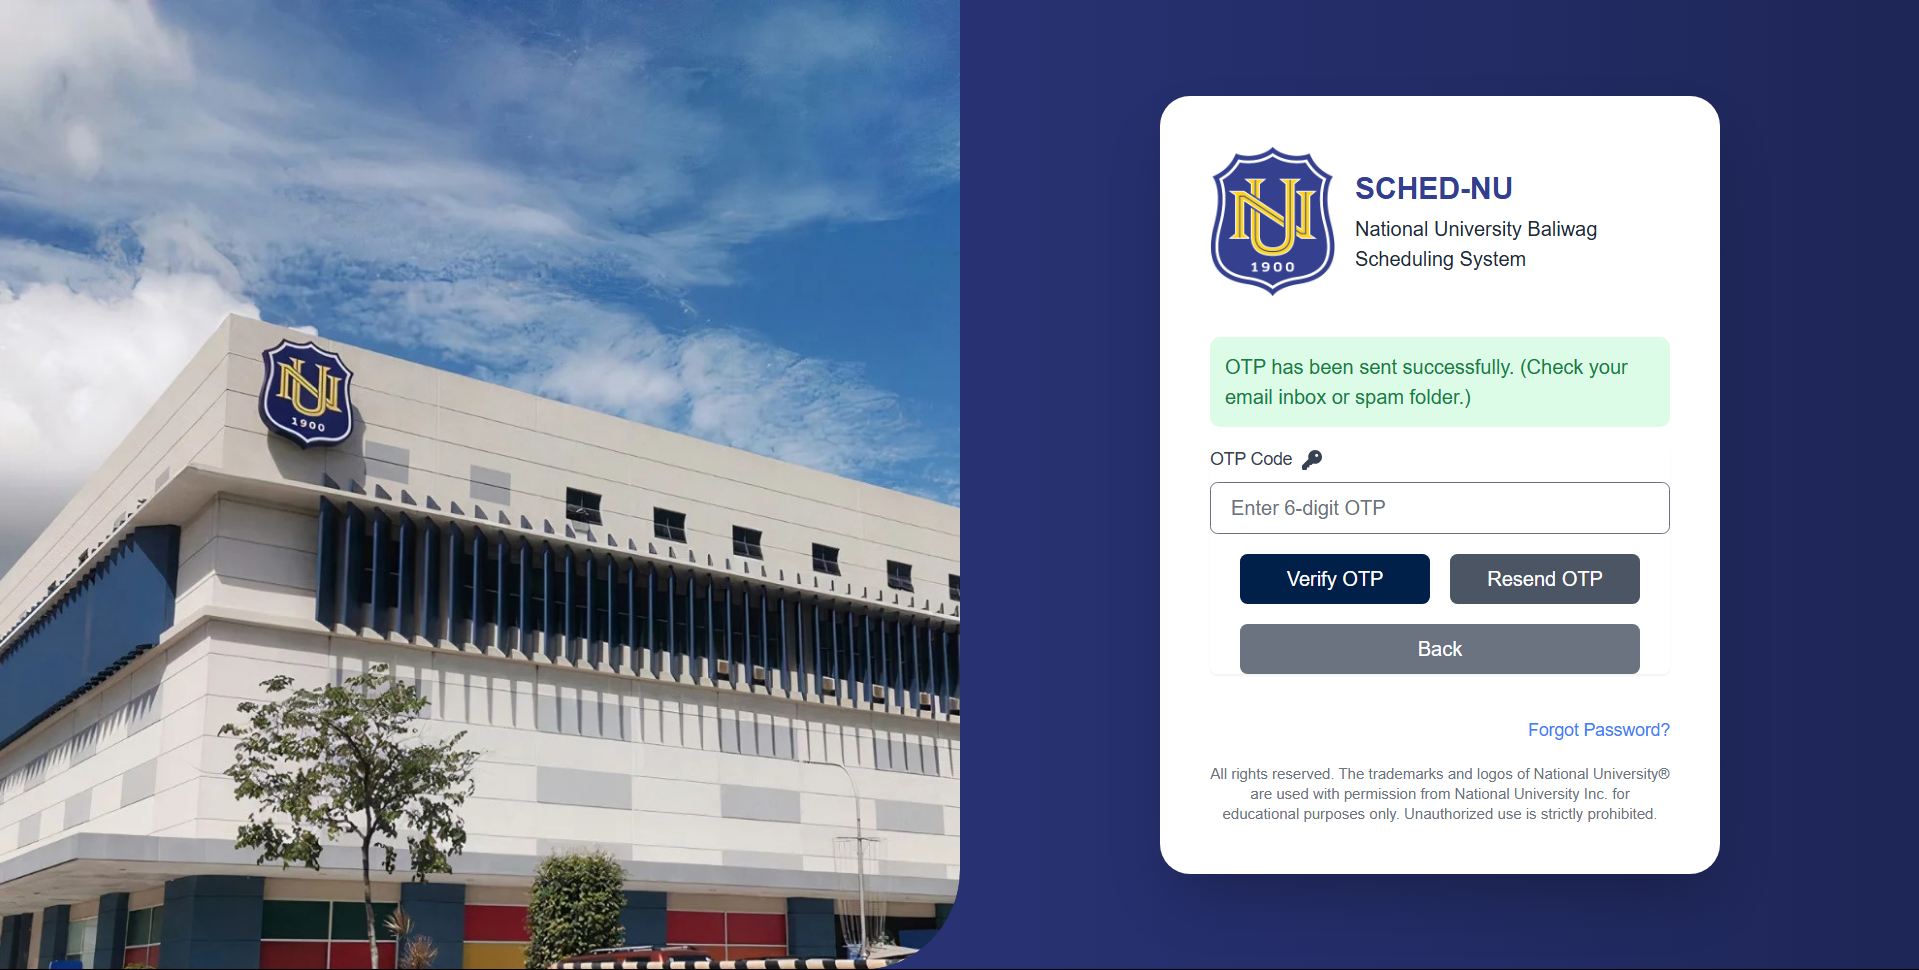 NU
1900
NU
1900
SCHED-NU
National University Baliwag
Scheduling System
OTP has been sent successfully. (Check your
email inbox or spam folder.)
OTP Code
Enter 6-digit OTP
Verify OTP
Resend OTP
Back
Forgot Password?
All rights reserved. The trademarks and logos of National University®
are used with permission from National University Inc. for
educational purposes only. Unauthorized use is strictly prohibited.